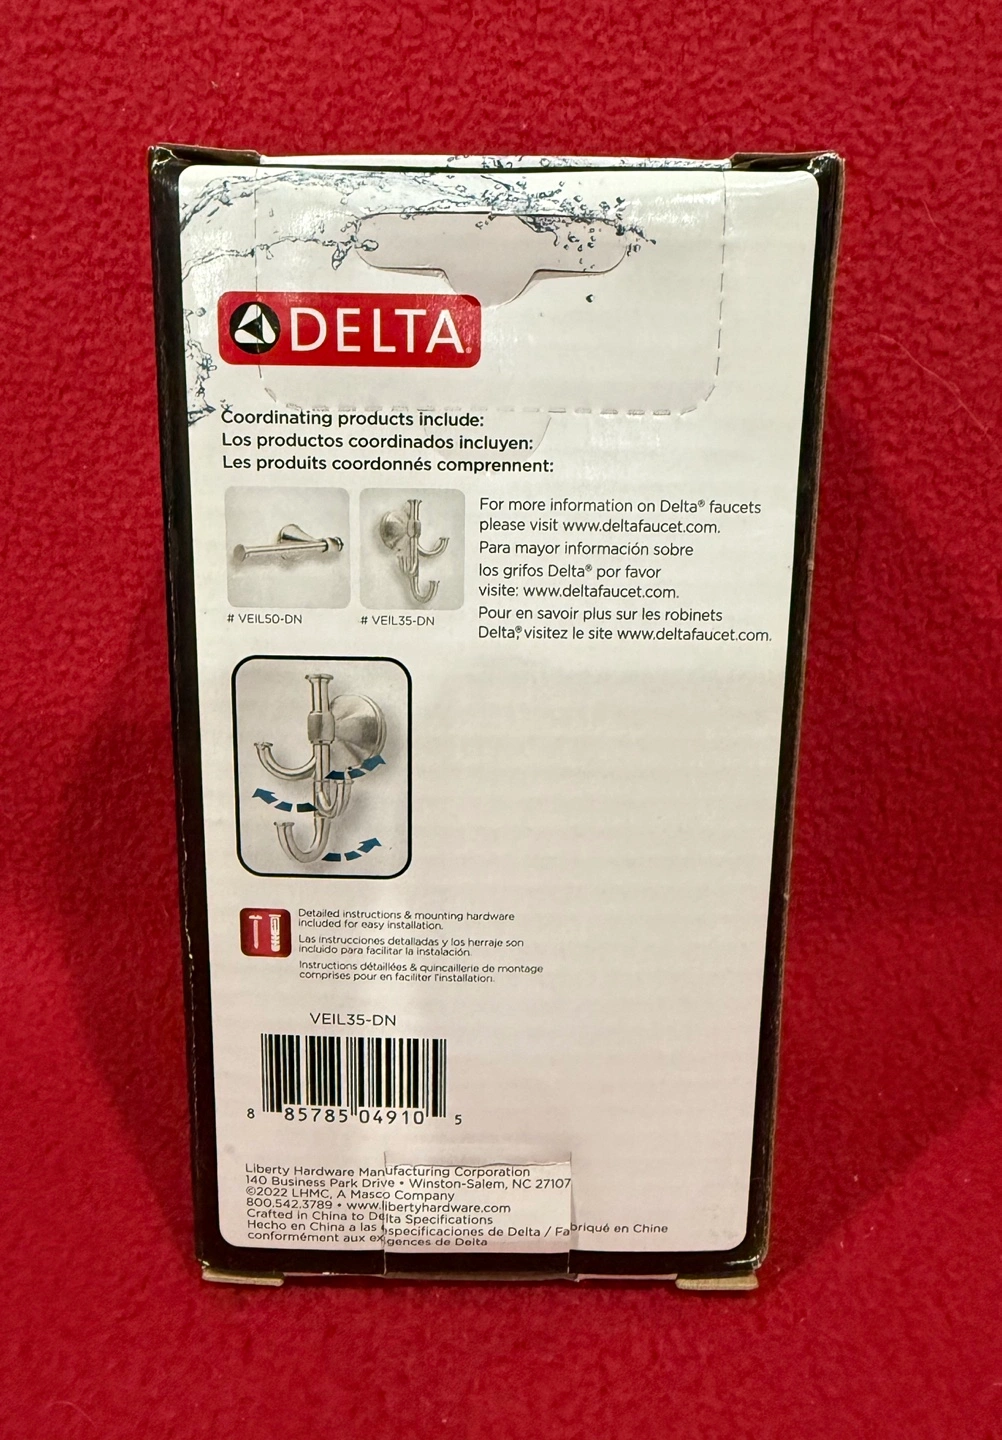 DELTA®
Coordinating products include:
Los productos coordinados incluyen:
Les produits coordonnés comprennent:
# VEIL50-DN
# VEIL35-DN
For more information on Delta® faucets
please visit www.deltafaucet.com.
Para mayor información sobre
los grifos Delta® por favor
visite: www.deltafaucet.com.
Pour en savoir plus sur les robinets
Delta®, visitez le site www.deltafaucet.com.
Detailed instructions & mounting hardware
included for easy installation.
Las instrucciones detalladas y los herraje son
incluido para facilitar la instalación.
Instructions détaillées & quincaillerie de montage
comprises pour en faciliter l'installation.
VEIL35-DN
8 85785 04910 5
Liberty Hardware Manufacturing Corporation
140 Business Park Drive • Winston-Salem, NC 27107
©2022 LHMC, A Masco Company
800.542.3789 • www.libertyhardware.com
Crafted in China to Delta Specifications
Hecho en China a las especificaciones de Delta / Fabriqué en Chine
conformément aux exigences de Delta